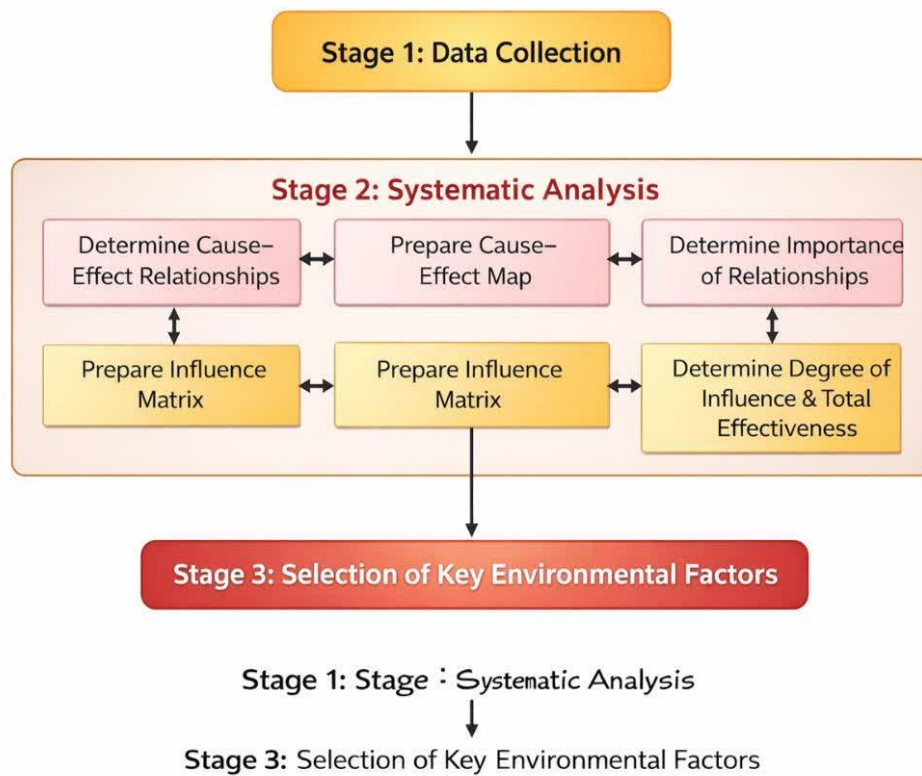 Stage 1: Data Collection
Stage 2: Systematic Analysis
Determine Cause–
Effect Relationships
Prepare Cause–
Effect Map
Determine Importance
of Relationships
Prepare Influence
Matrix
Prepare Influence
Matrix
Determine Degree of
Influence & Total
Effectiveness
Stage 3: Selection of Key Environmental Factors
Stage 1: Stage : Systematic Analysis
Stage 3: Selection of Key Environmental Factors